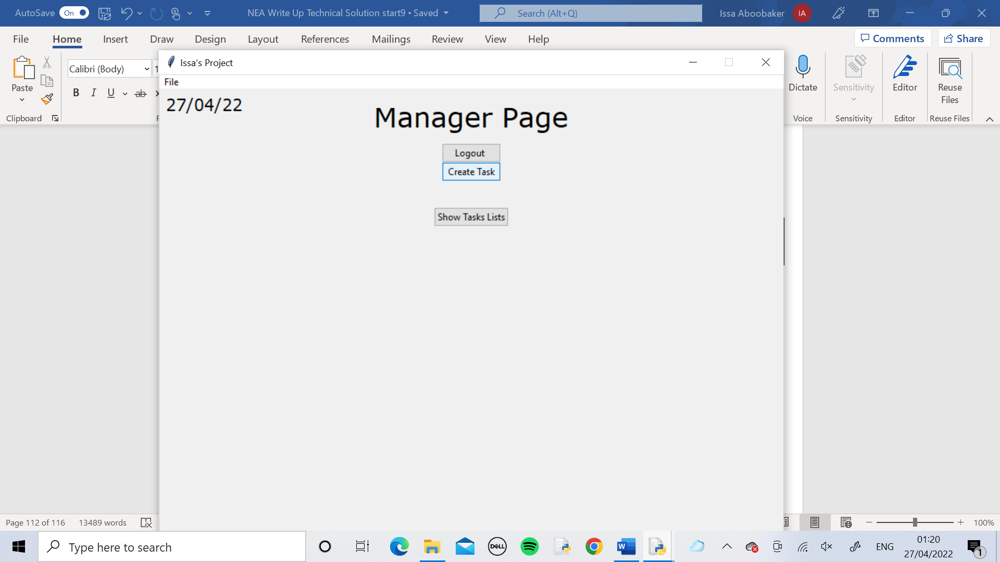 AutoSave On NEA Write Up Technical Solution start9 • Saved Search (Alt+Q) Issa Aboobaker IA
File Home Insert Draw Design Layout References Mailings Review View Help Comments Share
Issa's Project
Calibri (Body) 1
Paste
B I U ab x
Dictate Sensitivity Editor Reuse Files
Clipboard F Voice Sensitivity Editor Reuse Files
File
27/04/22
Manager Page
Logout
Create Task
Show Tasks Lists
Page 112 of 116 13489 words 100%
Type here to search DELL W ENG 01:20
27/04/2022 1